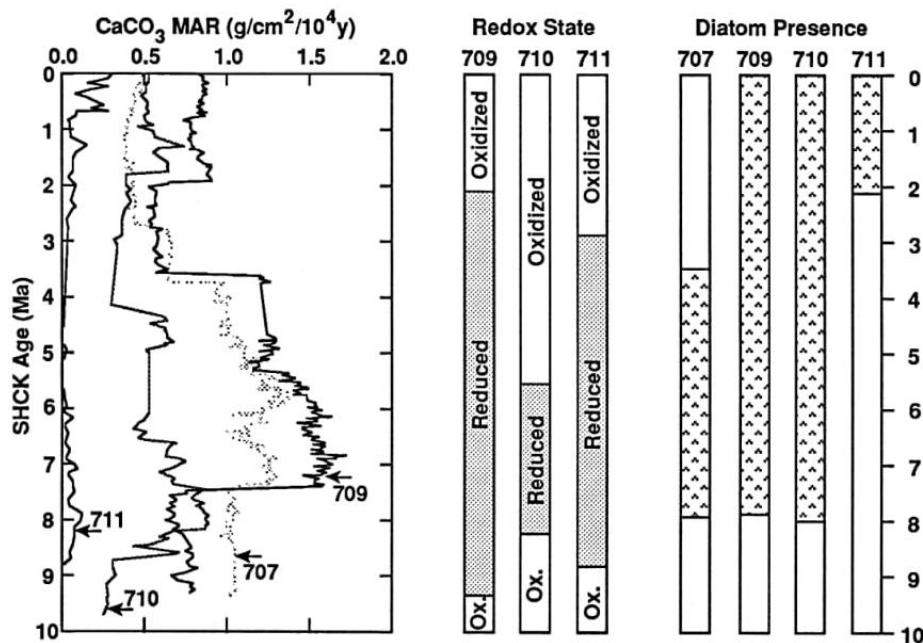 CaCO3 MAR (g/cm2/104y)
0.0 0.5 1.0 1.5 2.0
SHCK Age (Ma)
0
1
2
3
4
5
6
7
8
9
10
709
711
707
710
Redox State
709 710 711
Oxidized
Reduced
Ox.
Oxidized
Reduced
Ox.
Oxidized
Reduced
Ox.
Diatom Presence
707 709 710 711
0
1
2
3
4
5
6
7
8
9
10